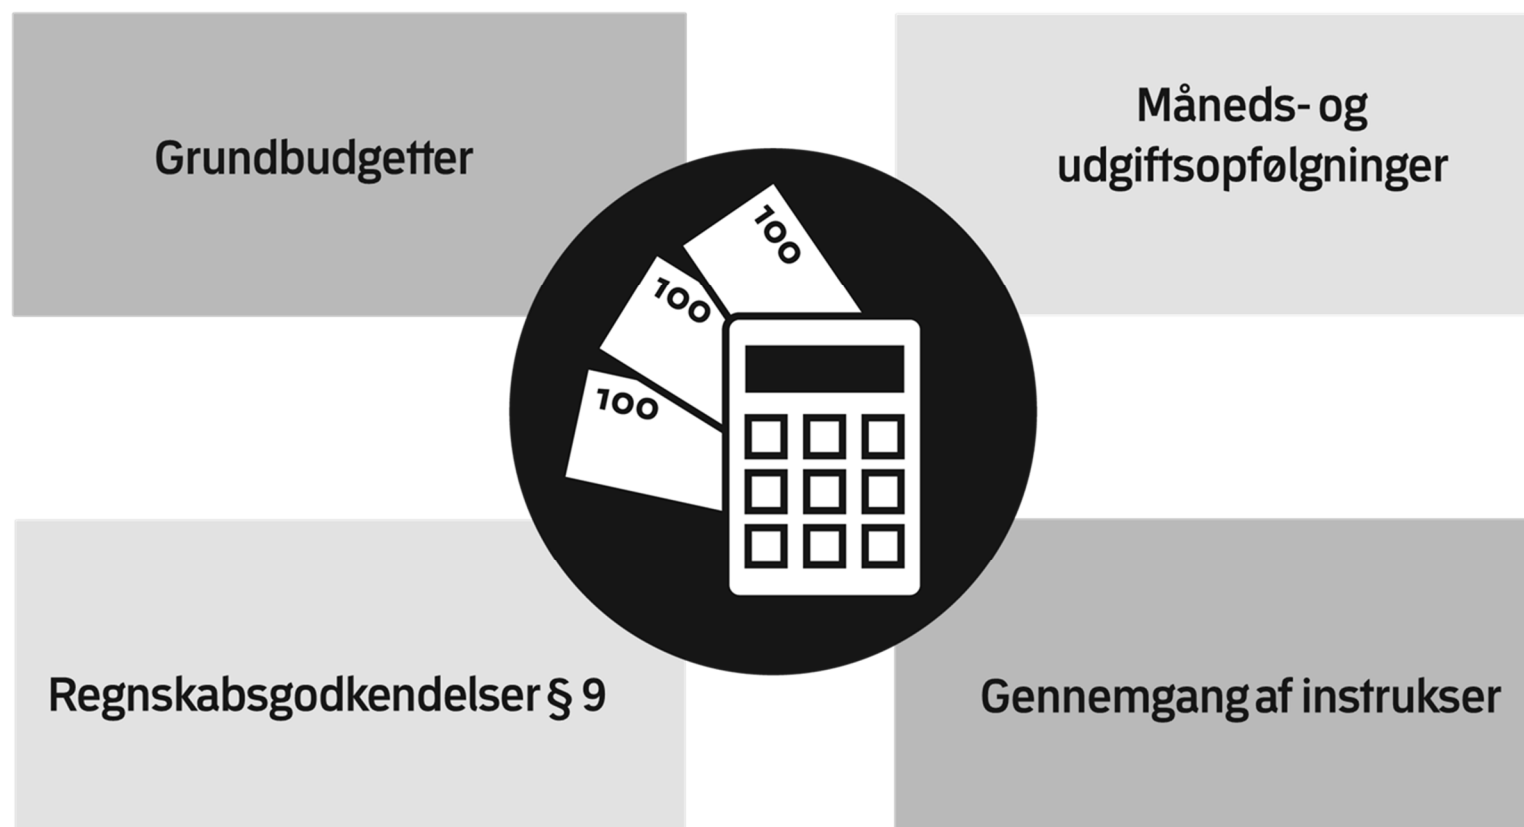 Grundbudgetter
Måneds- og
udgiftsopfølgninger
100
100
100
Regnskabsgodkendelser § 9
Gennemgang af instrukser